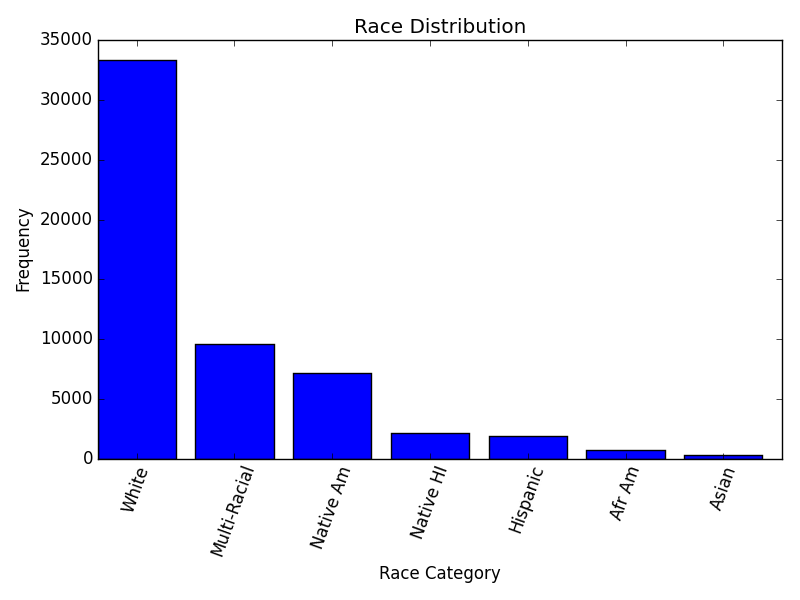 Race Distribution
35000
30000
25000
20000
15000
10000
5000
0
Frequency
White
Multi-Racial
Native Am
Native HI
Hispanic
Afr Am
Asian
Race Category